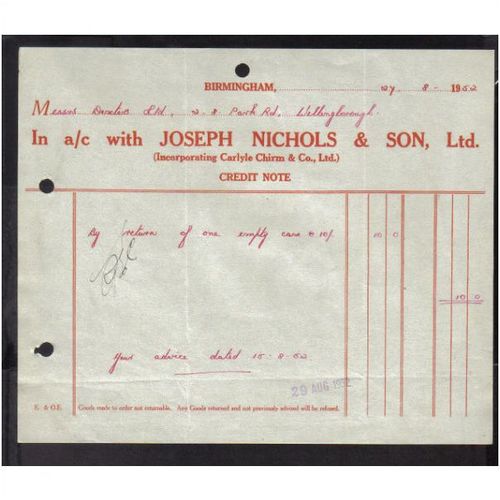 BIRMINGHAM, 27 - 8 - 1952
Messrs Dexters Ltd, 2-8 Park Rd, Wellingborough.
In a/c with JOSEPH NICHOLS & SON, Ltd.
(Incorporating Carlyle Chirm & Co., Ltd.)
CREDIT NOTE
By return of one empty case @ 10/. 10 0
10 0
Your advice dated 15-8-52
29 AUG 1952
E. & O.E. Goods made to order not returnable. Any Goods returned and not previously advised will be refused.